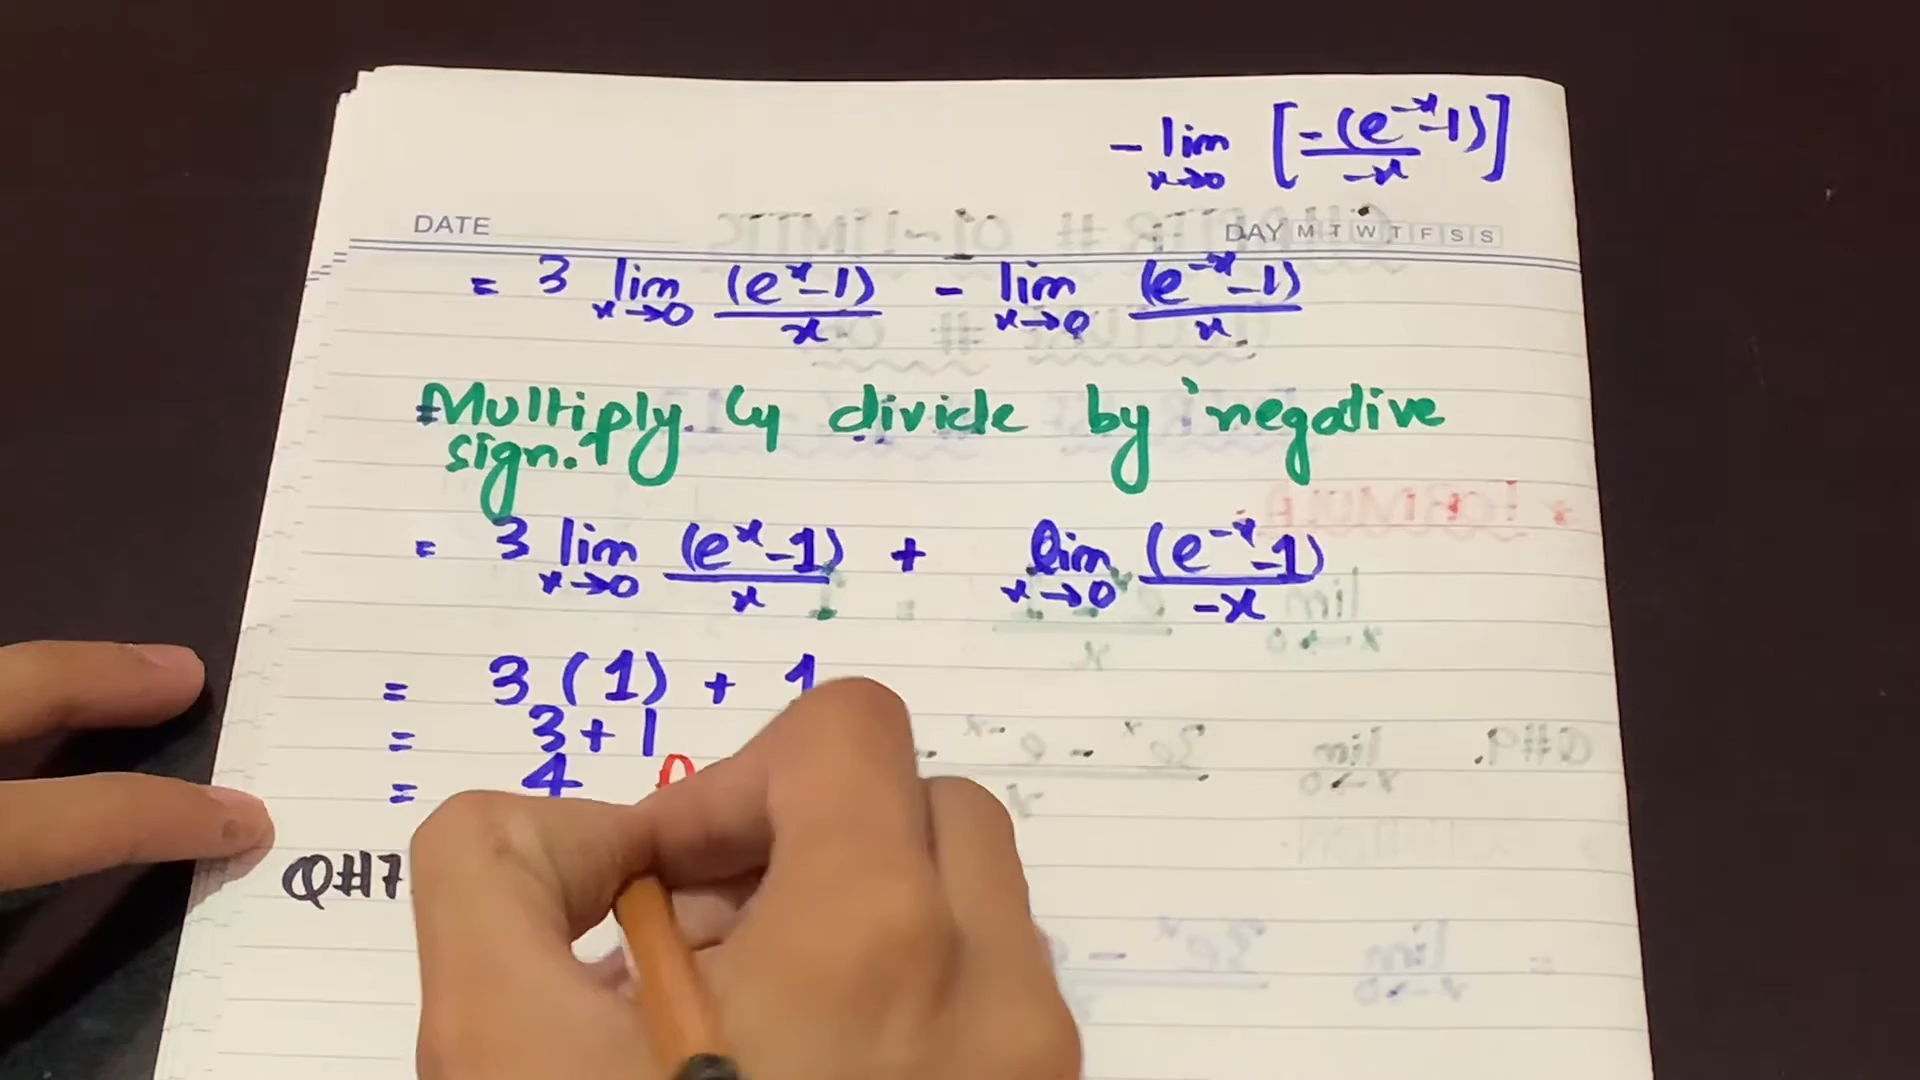 -lim x→0 [-(e^-x-1)/-x]
DATE DAY M T W T F S S
= 3 lim x→0 (e^x-1)/x - lim x→0 (e^-x-1)/x
Multiply & divide by negative
sign.
= 3 lim x→0 (e^x-1)/x + lim x→0 (e^-x-1)/-x
= 3 (1) + 1
= 3+1
= 4
Q#7